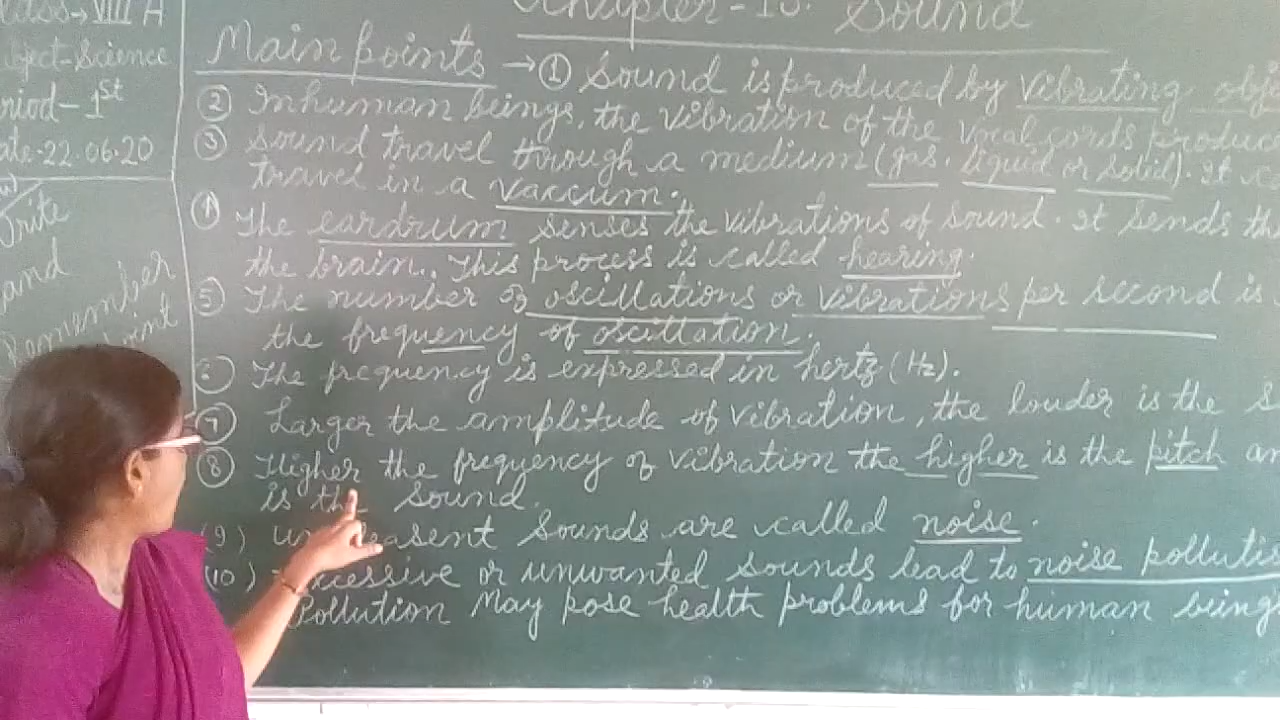 Class→ VIII A
Subject-Science
Period- 1st
Date.22.06.20
Write
and
Remember
point
Chapter-13. Sound
Main points → ① Sound is produced by vibrating
② In human beings, the vibration of the vocal cords
③ Sound travel through a medium (gas, liquid or solid). It
travel in a vaccum.
④ The eardrum senses the vibrations of sound. It sends
the brain. This process is called hearing.
⑤ The number of oscillations or vibrations per second is
the frequency of oscillation.
⑥ The frequency is expressed in hertz (Hz).
⑦ Larger the amplitude of vibration, the louder is the
⑧ Higher the frequency of vibration the higher is the pitch
is the sound.
(9) sounds are called noise.
(10) Excessive or unwanted sounds lead to noise
Pollution May pose health problems for human